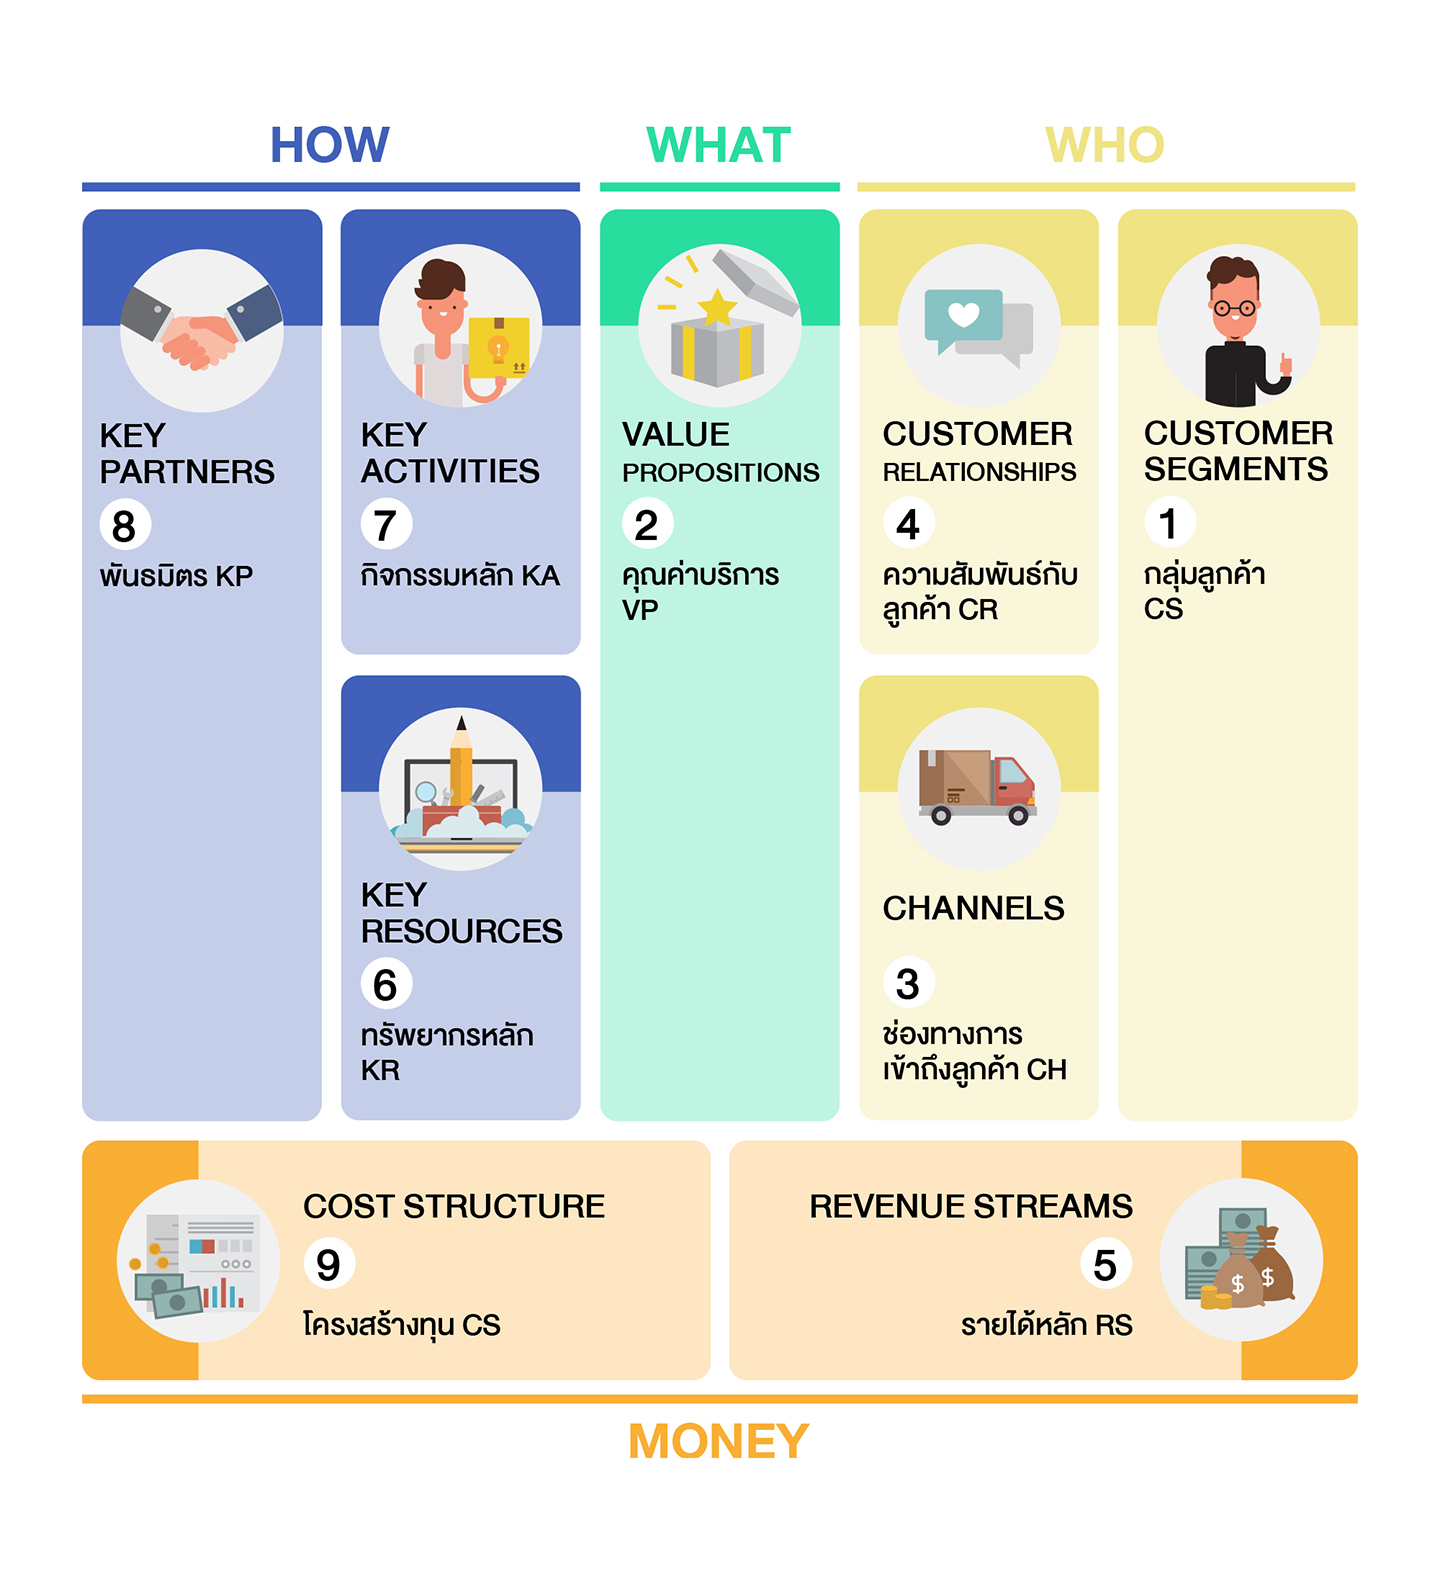 HOW
WHAT
WHO
KEY
PARTNERS
8
พันธมิตร KP
KEY
ACTIVITIES
7
กิจกรรมหลัก KA
KEY
RESOURCES
6
ทรัพยากรหลัก
KR
VALUE
PROPOSITIONS
2
คุณค่าบริการ
VP
CUSTOMER
RELATIONSHIPS
4
ความสัมพันธ์กับ
ลูกค้า CR
CHANNELS
3
ช่องทางการ
เข้าถึงลูกค้า CH
CUSTOMER
SEGMENTS
1
กลุ่มลูกค้า
CS
COST STRUCTURE
9
โครงสร้างทุน CS
REVENUE STREAMS
5
รายได้หลัก RS
$
$
MONEY